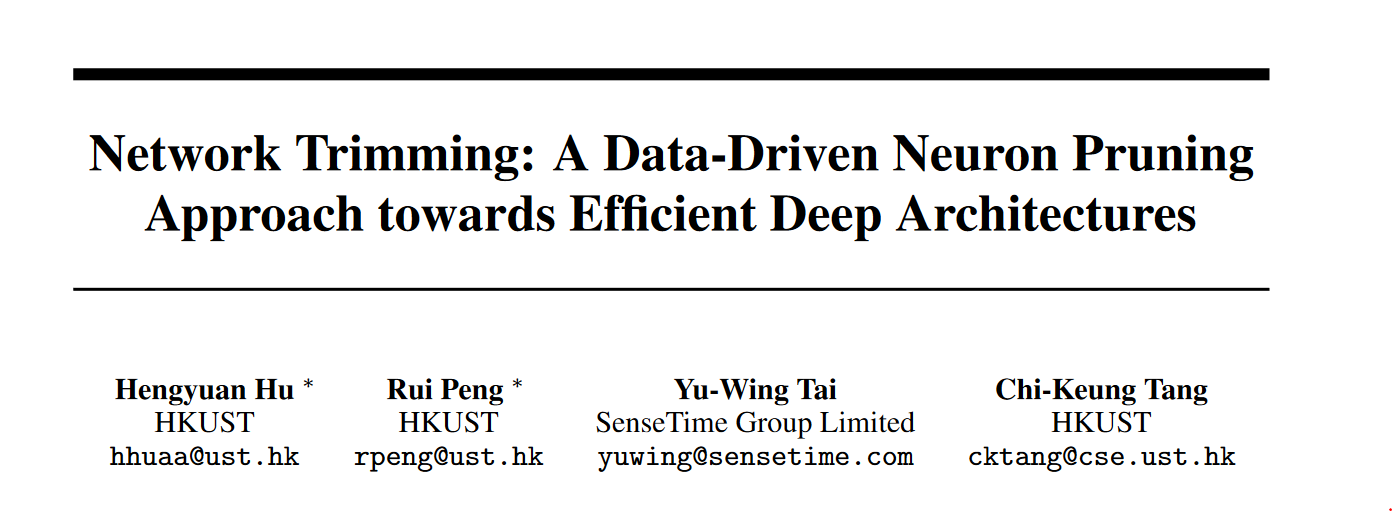 Network Trimming: A Data-Driven Neuron Pruning
Approach towards Efficient Deep Architectures
Hengyuan Hu * Rui Peng * Yu-Wing Tai Chi-Keung Tang
HKUST HKUST SenseTime Group Limited HKUST
hhuaa@ust.hk rpeng@ust.hk yuwing@sensetime.com cktang@cse.ust.hk